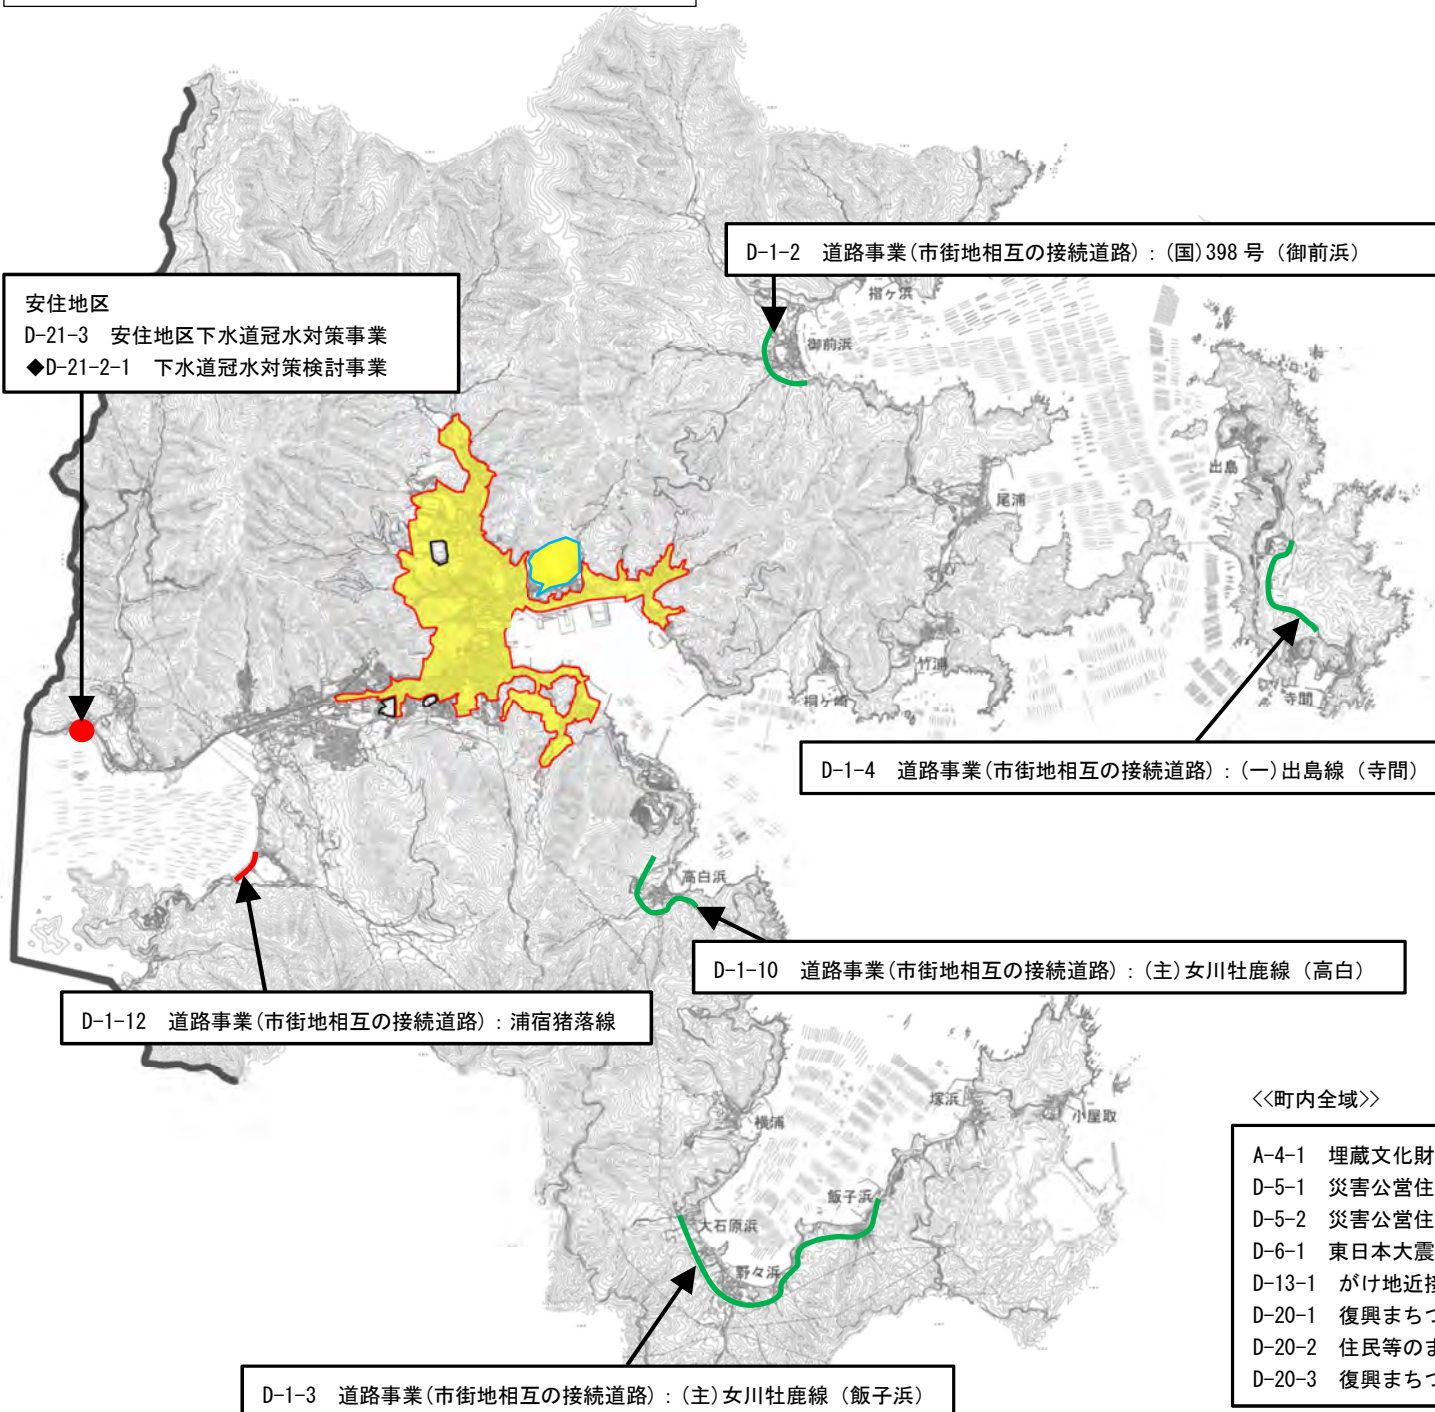 D-1-2 道路事業(市街地相互の接続道路)：(国)398号（御前浜）
指ヶ浜
御前浜
安住地区
D-21-3 安住地区下水道冠水対策事業
◆D-21-2-1 下水道冠水対策検討事業
出島
尾浦
竹浦
桐ヶ崎
寺間
D-1-4 道路事業(市街地相互の接続道路)：(一)出島線（寺間）
高白浜
D-1-10 道路事業(市街地相互の接続道路)：(主)女川牡鹿線（高白）
D-1-12 道路事業(市街地相互の接続道路)：浦宿猪落線
塚浜
小屋取
横浦
飯子浜
大石原浜
野々浜
<<町内全域>>
A-4-1 埋蔵文化財
D-5-1 災害公営住
D-5-2 災害公営住
D-6-1 東日本大震
D-13-1 がけ地近接
D-20-1 復興まちつ
D-20-2 住民等のま
D-20-3 復興まちつ
D-1-3 道路事業(市街地相互の接続道路)：(主)女川牡鹿線（飯子浜）